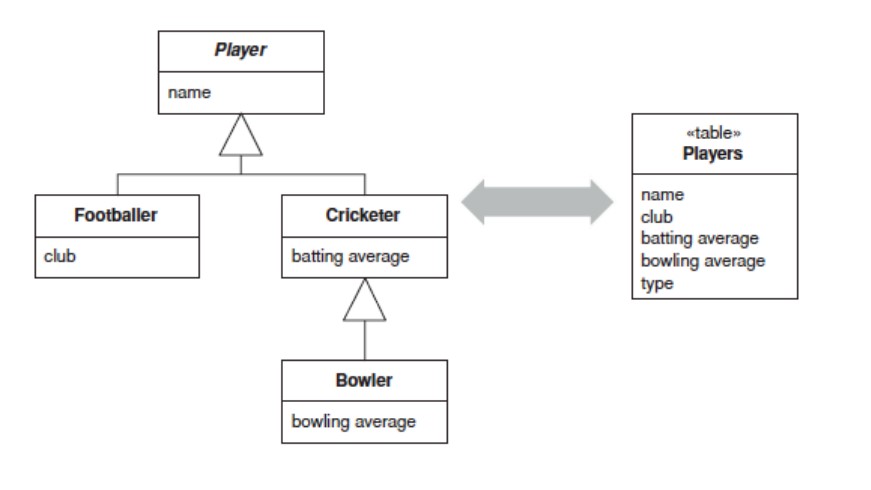 Player
name
Footballer
club
Cricketer
batting average
Bowler
bowling average
«table»
Players
name
club
batting average
bowling average
type